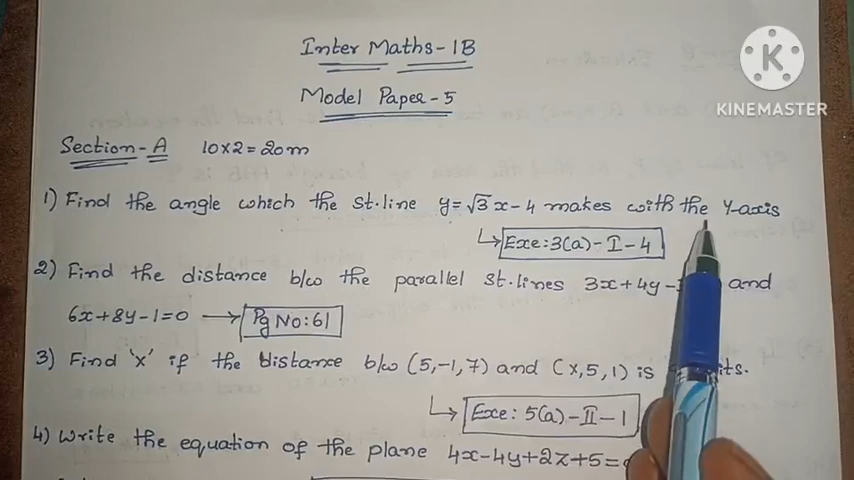 Inter Maths-1B
Model Paper-5
K
KINEMASTER
Section-A 10x2=20m
1) Find the angle which the st.line y=√3x-4 makes with the Y-axis
Exe:3(a)-I-4
2) Find the distance b/w the parallel st.lines 3x+4y- and
6x+8y-1=0 → Pg No:61
3) Find 'x' if the distance b/w (5,-1,7) and (x,5,1) is
Exe: 5(a)-II-1
4) Write the equation of the plane 4x-4y+2z+5=